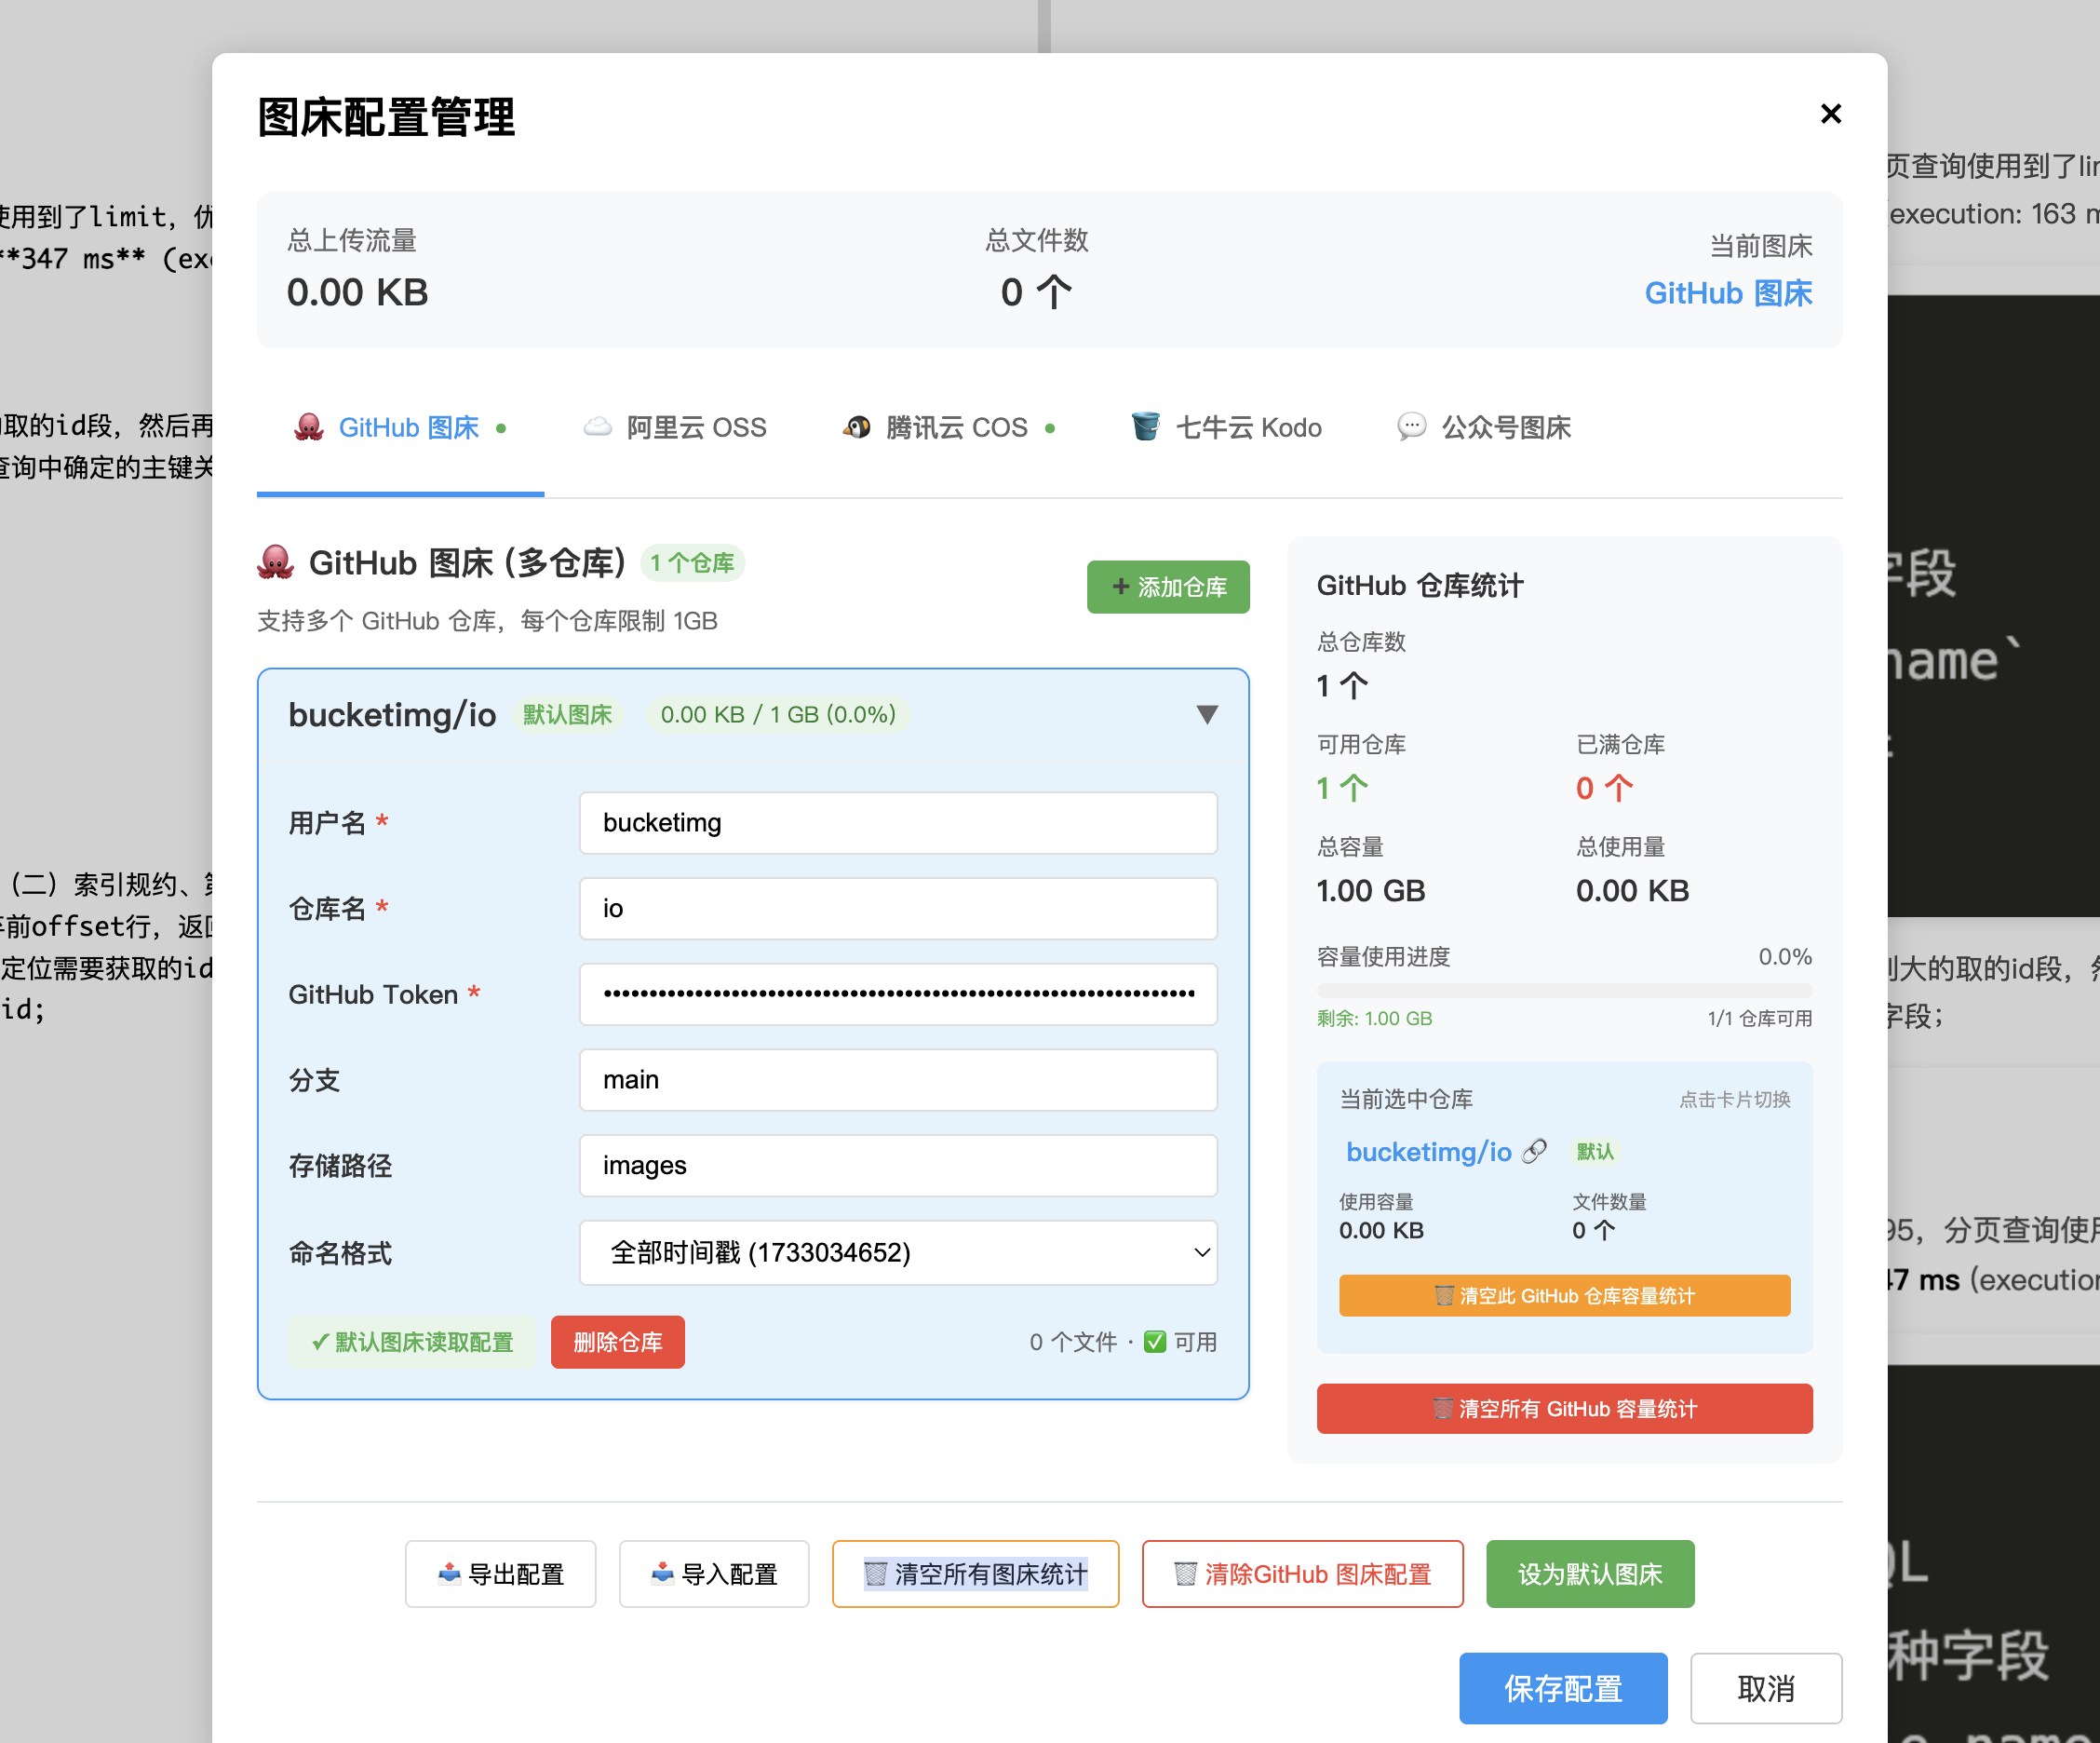 图床配置管理
×
总上传流量
0.00 KB
总文件数
0 个
当前图床
GitHub 图床
GitHub 图床
阿里云 OSS
腾讯云 COS
七牛云 Kodo
公众号图床
GitHub 图床 (多仓库) 1 个仓库
支持多个 GitHub 仓库，每个仓库限制 1GB
+ 添加仓库
bucketimg/io 默认图床 0.00 KB / 1 GB (0.0%) ▼
用户名 *
bucketimg
仓库名 *
io
GitHub Token *
分支
main
存储路径
images
命名格式
全部时间戳 (1733034652)
✓ 默认图床读取配置
删除仓库
0 个文件 · ✅ 可用
GitHub 仓库统计
总仓库数
1 个
可用仓库
1 个
已满仓库
0 个
总容量
1.00 GB
总使用量
0.00 KB
容量使用进度 0.0%
剩余: 1.00 GB 1/1 仓库可用
当前选中仓库 点击卡片切换
bucketimg/io 默认
使用容量
0.00 KB
文件数量
0 个
清空此 GitHub 仓库容量统计
清空所有 GitHub 容量统计
导出配置
导入配置
清空所有图床统计
清除GitHub 图床配置
设为默认图床
保存配置
取消
使用到了limit，优
**347 ms** (exe
取的id段，然后再
查询中确定的主键关
（二）索引规约、第
前offset行，返回
定位需要获取的id
id;
页查询使用到了lim
execution: 163 m
字段
name`
大的取的id段，然
字段；
95，分页查询使用
47 ms (execution
QL
种字段